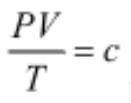 PV/T = c